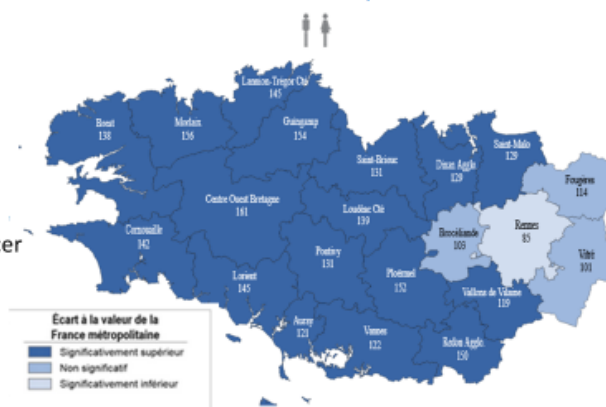 Lannion-Trégor Cté
145
Brest
138
Morlaix
156
Guingamp
154
Saint-Malo
129
Saint-Brieuc
131
Dinan Agglo
129
Fougères
114
Centre Ouest Bretagne
161
Loudéac Cté
139
Rennes
85
Brocéliande
103
Cornouaille
142
cer
Pontivy
131
Vitré
101
Ploërmel
152
Lorient
145
Vallons de Vilaine
119
Auray
121
Vannes
122
Redon Agglo
150
Écart à la valeur de la
France métropolitaine
Significativement supérieur
Non significatif
Significativement inférieur